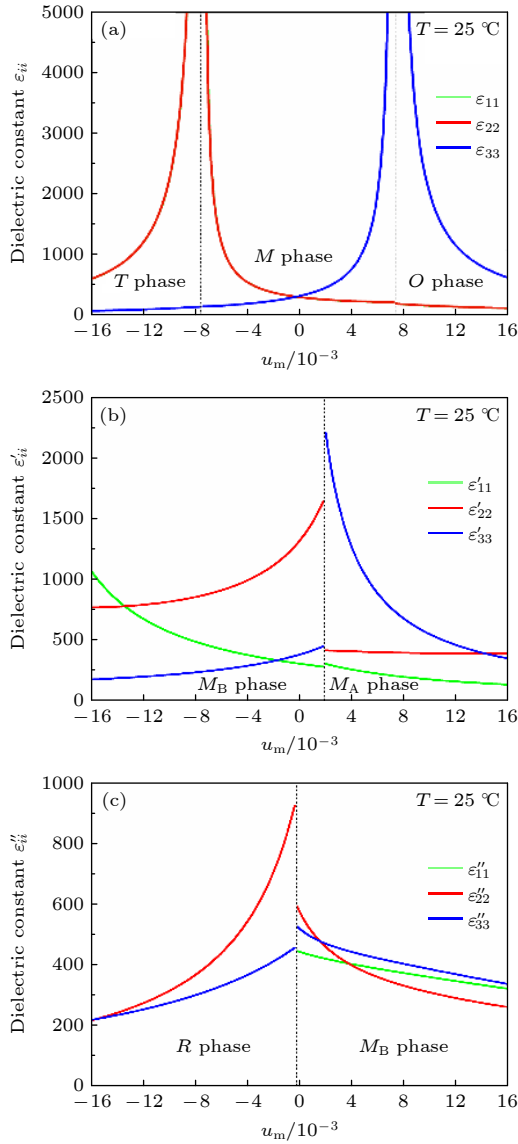 (a) T = 25 ℃
Dielectric constant εii
5000
4000
3000
2000
1000
0
ε11
ε22
ε33
T phase
M phase
O phase
−16 −12 −8 −4 0 4 8 12 16
um/10−3
(b) T = 25 ℃
Dielectric constant ε′ii
2500
2000
1500
1000
500
0
ε′11
ε′22
ε′33
MB phase
MA phase
−16 −12 −8 −4 0 4 8 12 16
um/10−3
(c) T = 25 ℃
Dielectric constant ε″ii
1000
800
600
400
200
0
ε″11
ε″22
ε″33
R phase
MB phase
−16 −12 −8 −4 0 4 8 12 16
um/10−3